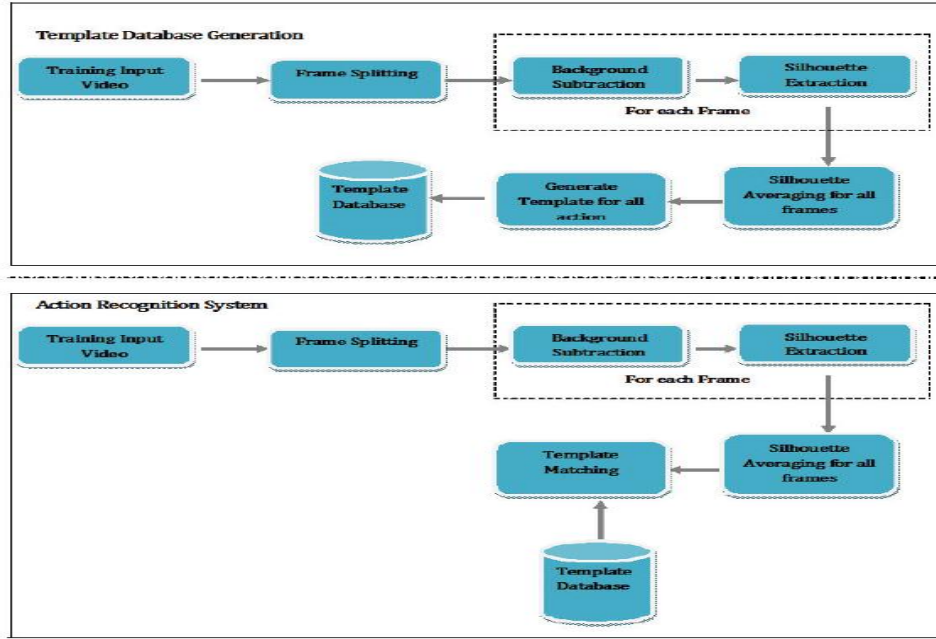 Template Database Generation
Training Input
Video
Frame Splitting
Background
Subtraction
Silhouette
Extraction
For each Frame
Silhouette
Averaging for all
frames
Generate
Template for all
action
Template
Database
Action Recognition System
Training Input
Video
Frame Splitting
Background
Subtraction
Silhouette
Extraction
For each Frame
Silhouette
Averaging for all
frames
Template
Matching
Template
Database